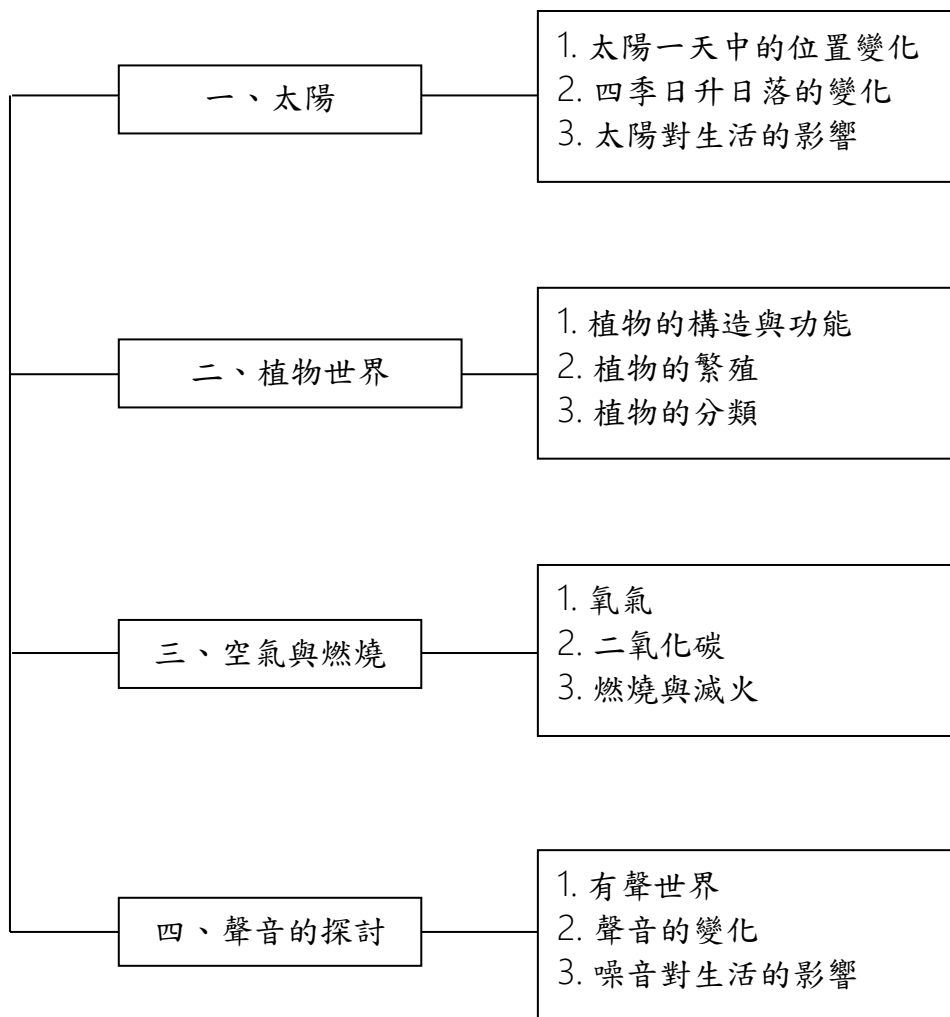 一、太陽
1. 太陽一天中的位置變化
2. 四季日升日落的變化
3. 太陽對生活的影響
二、植物世界
1. 植物的構造與功能
2. 植物的繁殖
3. 植物的分類
三、空氣與燃燒
1. 氧氣
2. 二氧化碳
3. 燃燒與滅火
四、聲音的探討
1. 有聲世界
2. 聲音的變化
3. 噪音對生活的影響